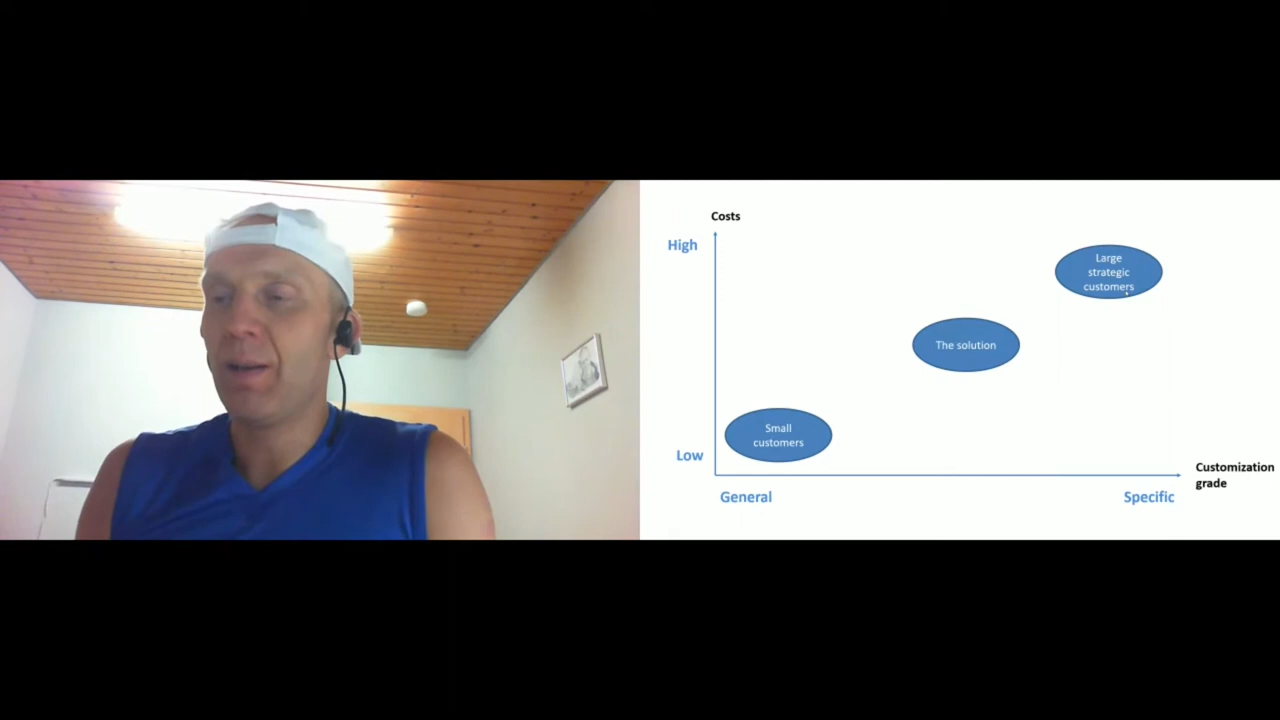 Costs
High
Large
strategic
customers
The solution
Small
customers
Low
Customization
grade
General
Specific